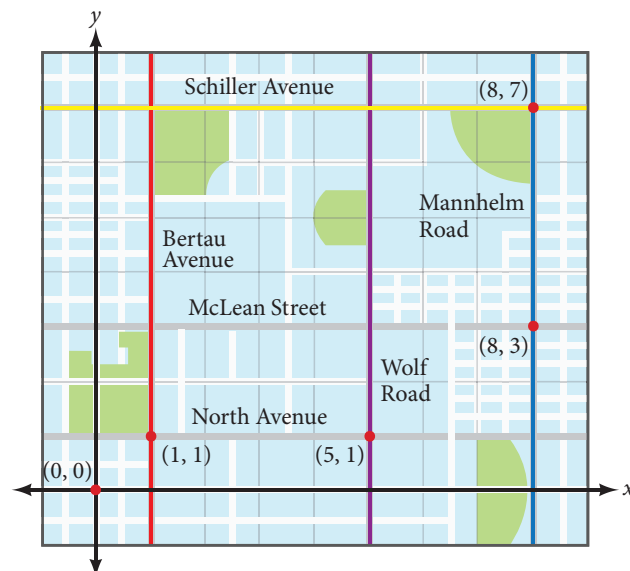 y
Schiller Avenue
(8, 7)
Mannhelm
Road
Bertau
Avenue
McLean Street
(8, 3)
Wolf
Road
North Avenue
(1, 1)
(5, 1)
(0, 0)
x